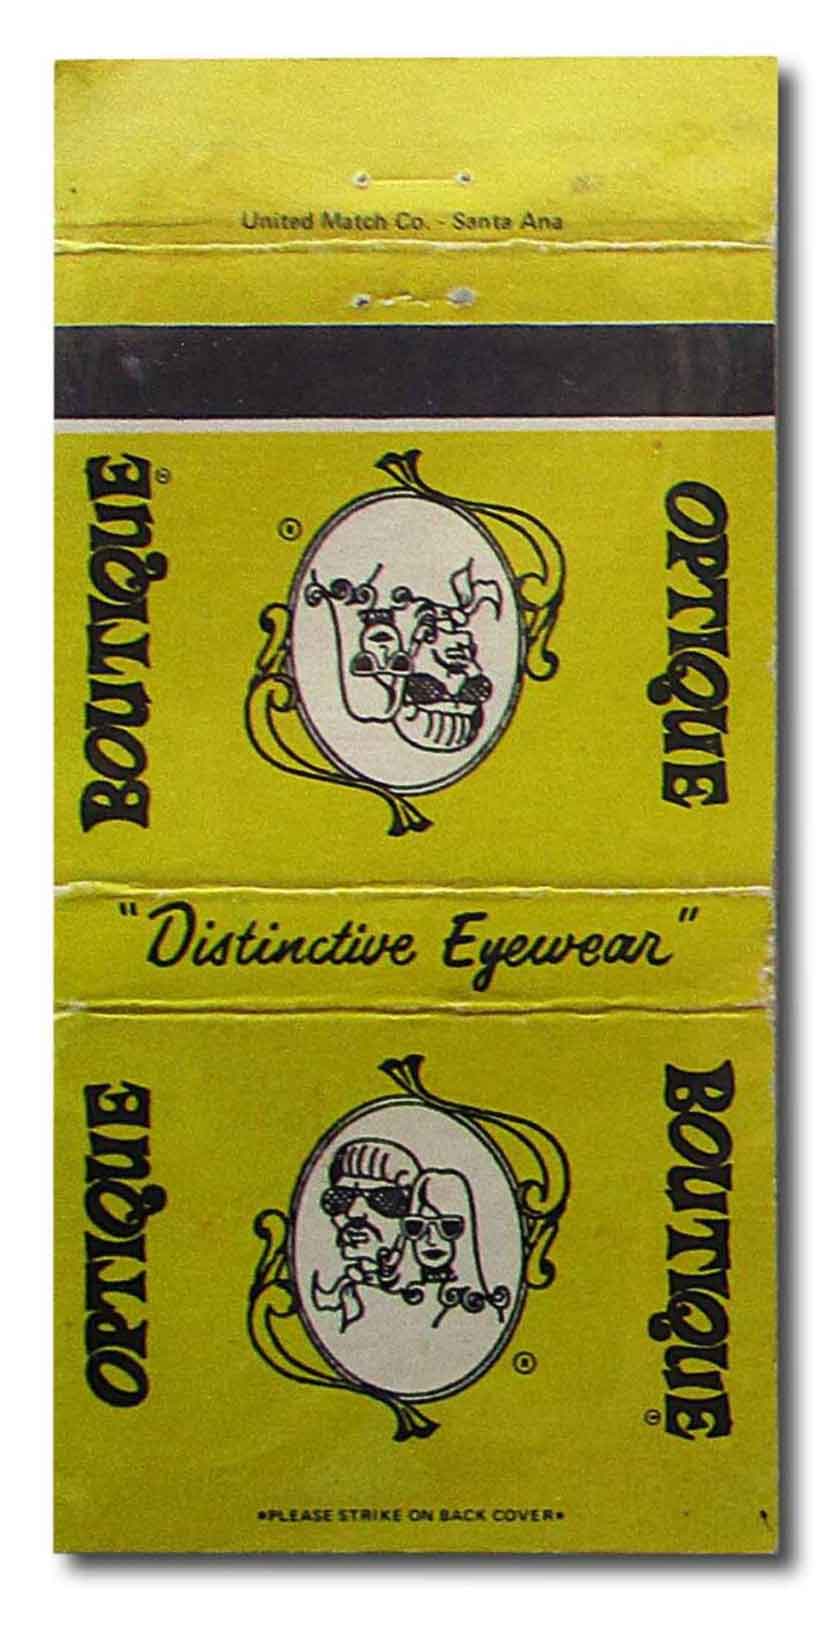 United Match Co. - Santa Ana
BOUTIQUE
®
OPTIQUE
"Distinctive Eyewear"
OPTIQUE
®
BOUTIQUE
•PLEASE STRIKE ON BACK COVER•